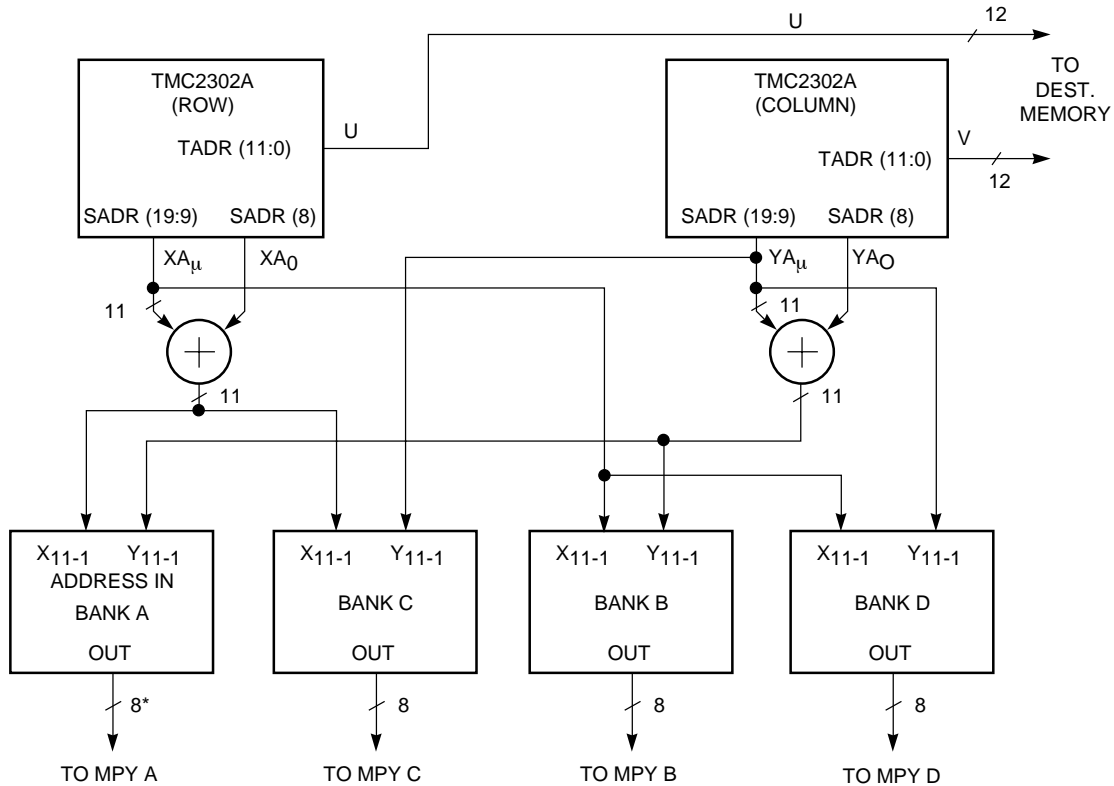 U
12
TO
DEST.
MEMORY
TMC2302A
(ROW)
U
TADR (11:0)
SADR (19:9) SADR (8)
TMC2302A
(COLUMN)
V
TADR (11:0)
12
SADR (19:9) SADR (8)
XAμ XA0
YAμ YAO
11
11
11
11
X11-1 Y11-1
ADDRESS IN
BANK A
OUT
X11-1 Y11-1
BANK C
OUT
X11-1 Y11-1
BANK B
OUT
X11-1 Y11-1
BANK D
OUT
8*
8
8
8
TO MPY A
TO MPY C
TO MPY B
TO MPY D